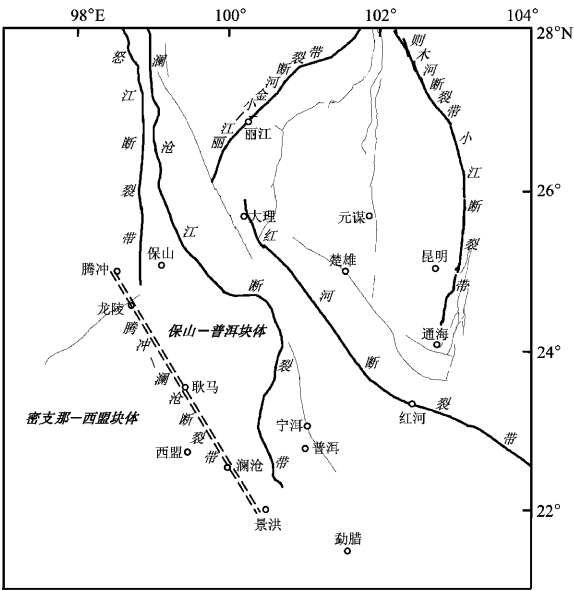 98°E
100°
102°
104°
28°N
26°
24°
22°
怒江断裂带
澜沧江断裂带
丽江—小金河断裂带
则木河断裂带
小江断裂带
红河断裂带
腾冲澜沧断裂带
丽江
大理
元谋
保山
楚雄
昆明
腾冲
龙陵
通海
保山—普洱块体
耿马
密支那—西盟块体
红河
宁洱
普洱
西盟
澜沧
景洪
勐腊